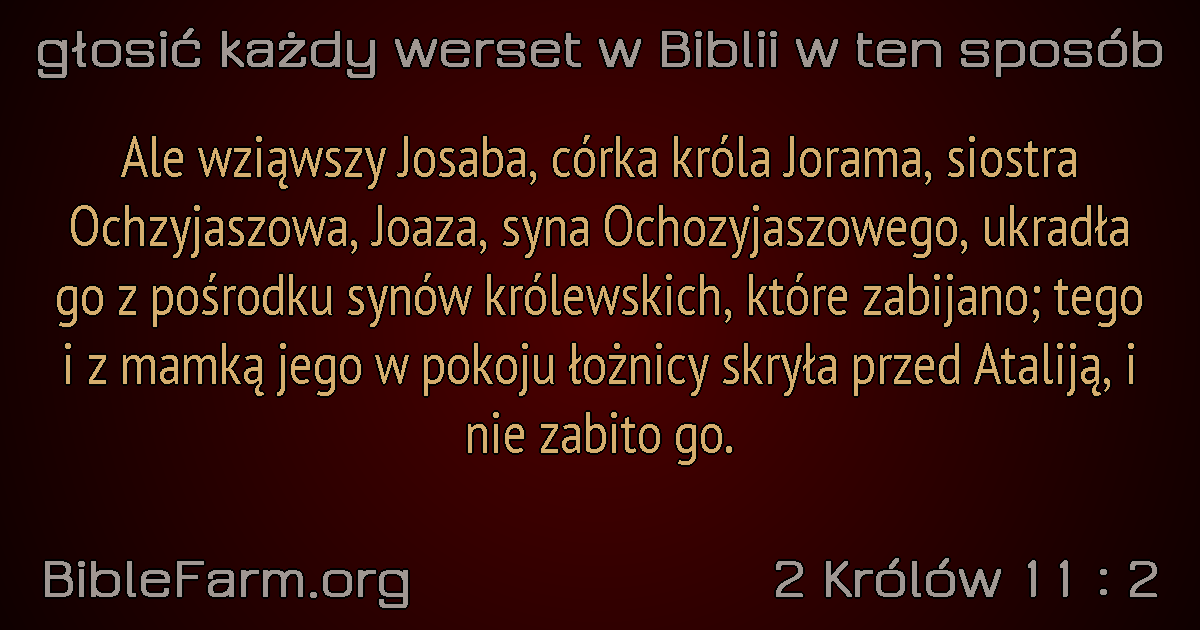 głosić każdy werset w Biblii w ten sposób
Ale wziąwszy Josaba, córka króla Jorama, siostra
Ochzyjaszowa, Joaza, syna Ochozyjaszowego, ukradła
go z pośrodku synów królewskich, które zabijano; tego
i z mamką jego w pokoju łożnicy skryła przed Ataliją, i
nie zabito go.
BibleFarm.org
2 Królów 11 : 2